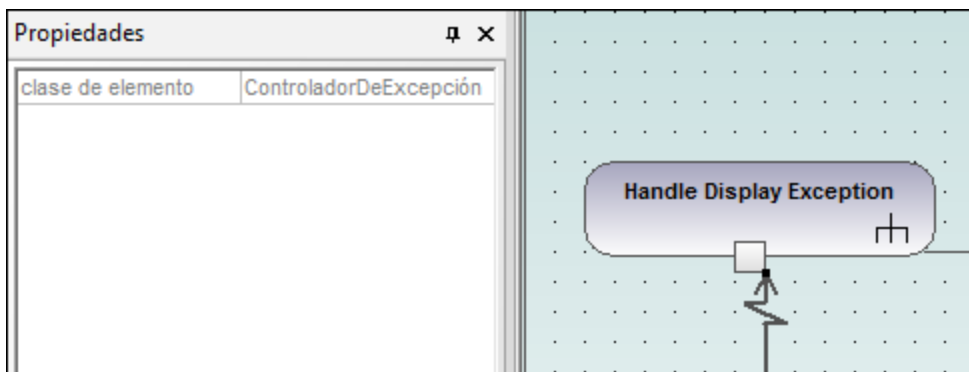 Propiedades
clase de elemento ControladorDeExcepción
Handle Display Exception